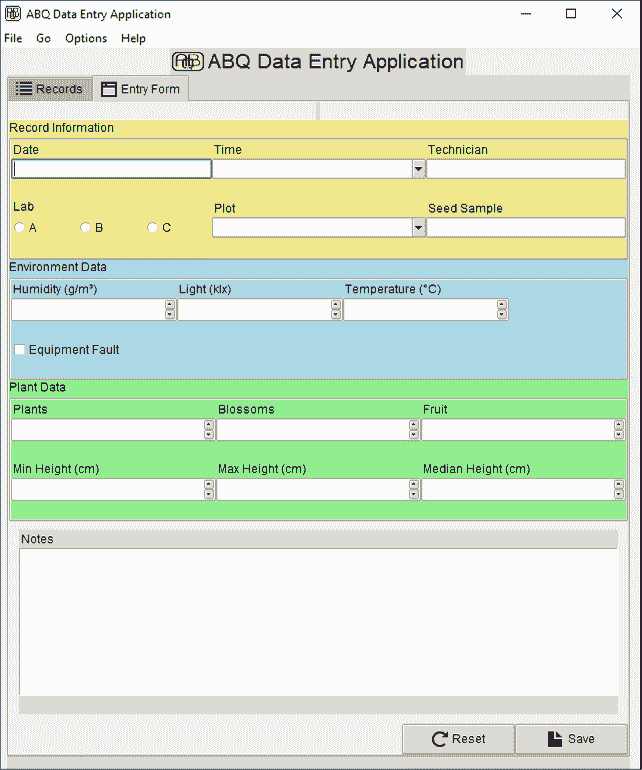 ABQ Data Entry Application
File Go Options Help
ABQ ABQ Data Entry Application
Records Entry Form
Record Information
Date Time Technician
Lab Plot Seed Sample
A B C
Environment Data
Humidity (g/m³) Light (klx) Temperature (°C)
Equipment Fault
Plant Data
Plants Blossoms Fruit
Min Height (cm) Max Height (cm) Median Height (cm)
Notes
Reset Save